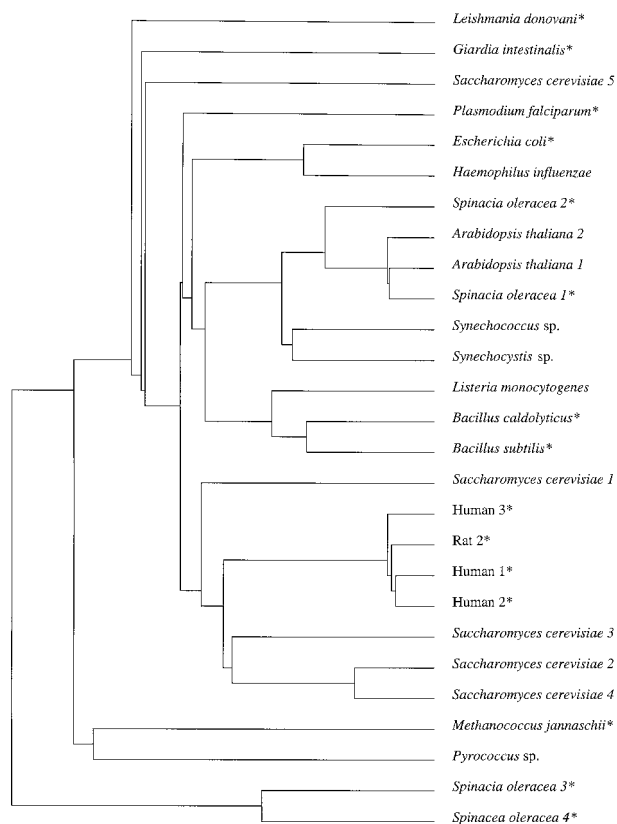 Leishmania donovani*
Giardia intestinalis*
Saccharomyces cerevisiae 5
Plasmodium falciparum*
Escherichia coli*
Haemophilus influenzae
Spinacia oleracea 2*
Arabidopsis thaliana 2
Arabidopsis thaliana 1
Spinacia oleracea 1*
Synechococcus sp.
Synechocystis sp.
Listeria monocytogenes
Bacillus caldolyticus*
Bacillus subtilis*
Saccharomyces cerevisiae 1
Human 3*
Rat 2*
Human 1*
Human 2*
Saccharomyces cerevisiae 3
Saccharomyces cerevisiae 2
Saccharomyces cerevisiae 4
Methanococcus jannaschii*
Pyrococcus sp.
Spinacia oleracea 3*
Spinacea oleracea 4*